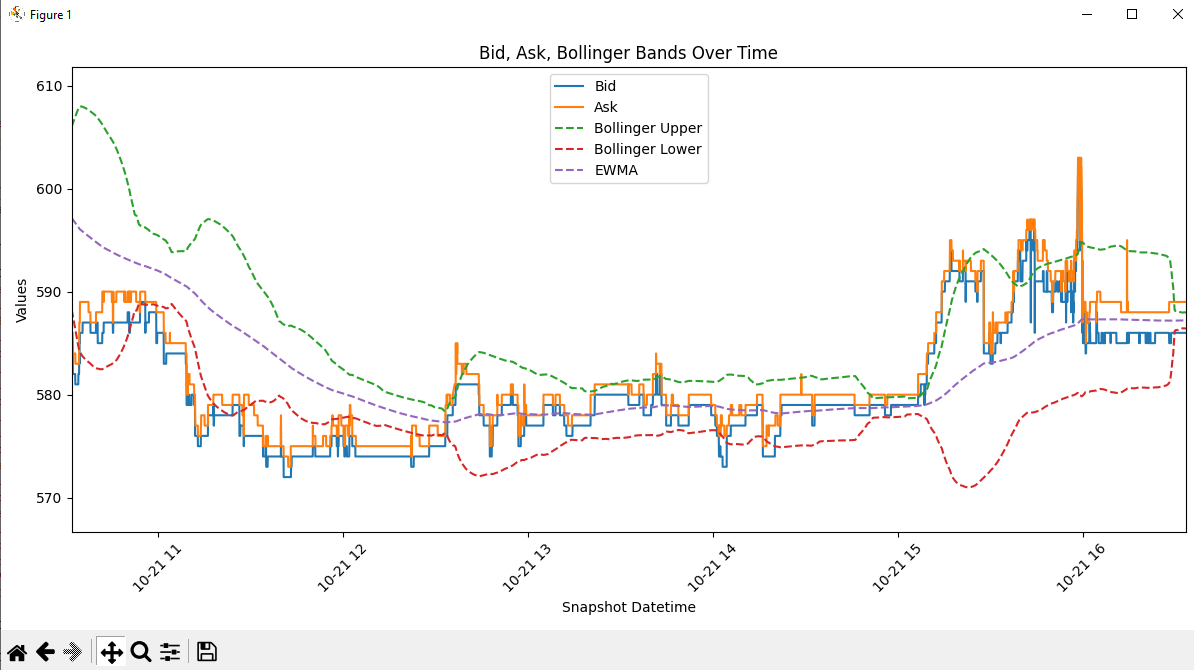 Figure 1
Bid, Ask, Bollinger Bands Over Time
Bid
Ask
Bollinger Upper
Bollinger Lower
EWMA
Values
610
600
590
580
570
10-21 11
10-21 12
10-21 13
10-21 14
10-21 15
10-21 16
Snapshot Datetime